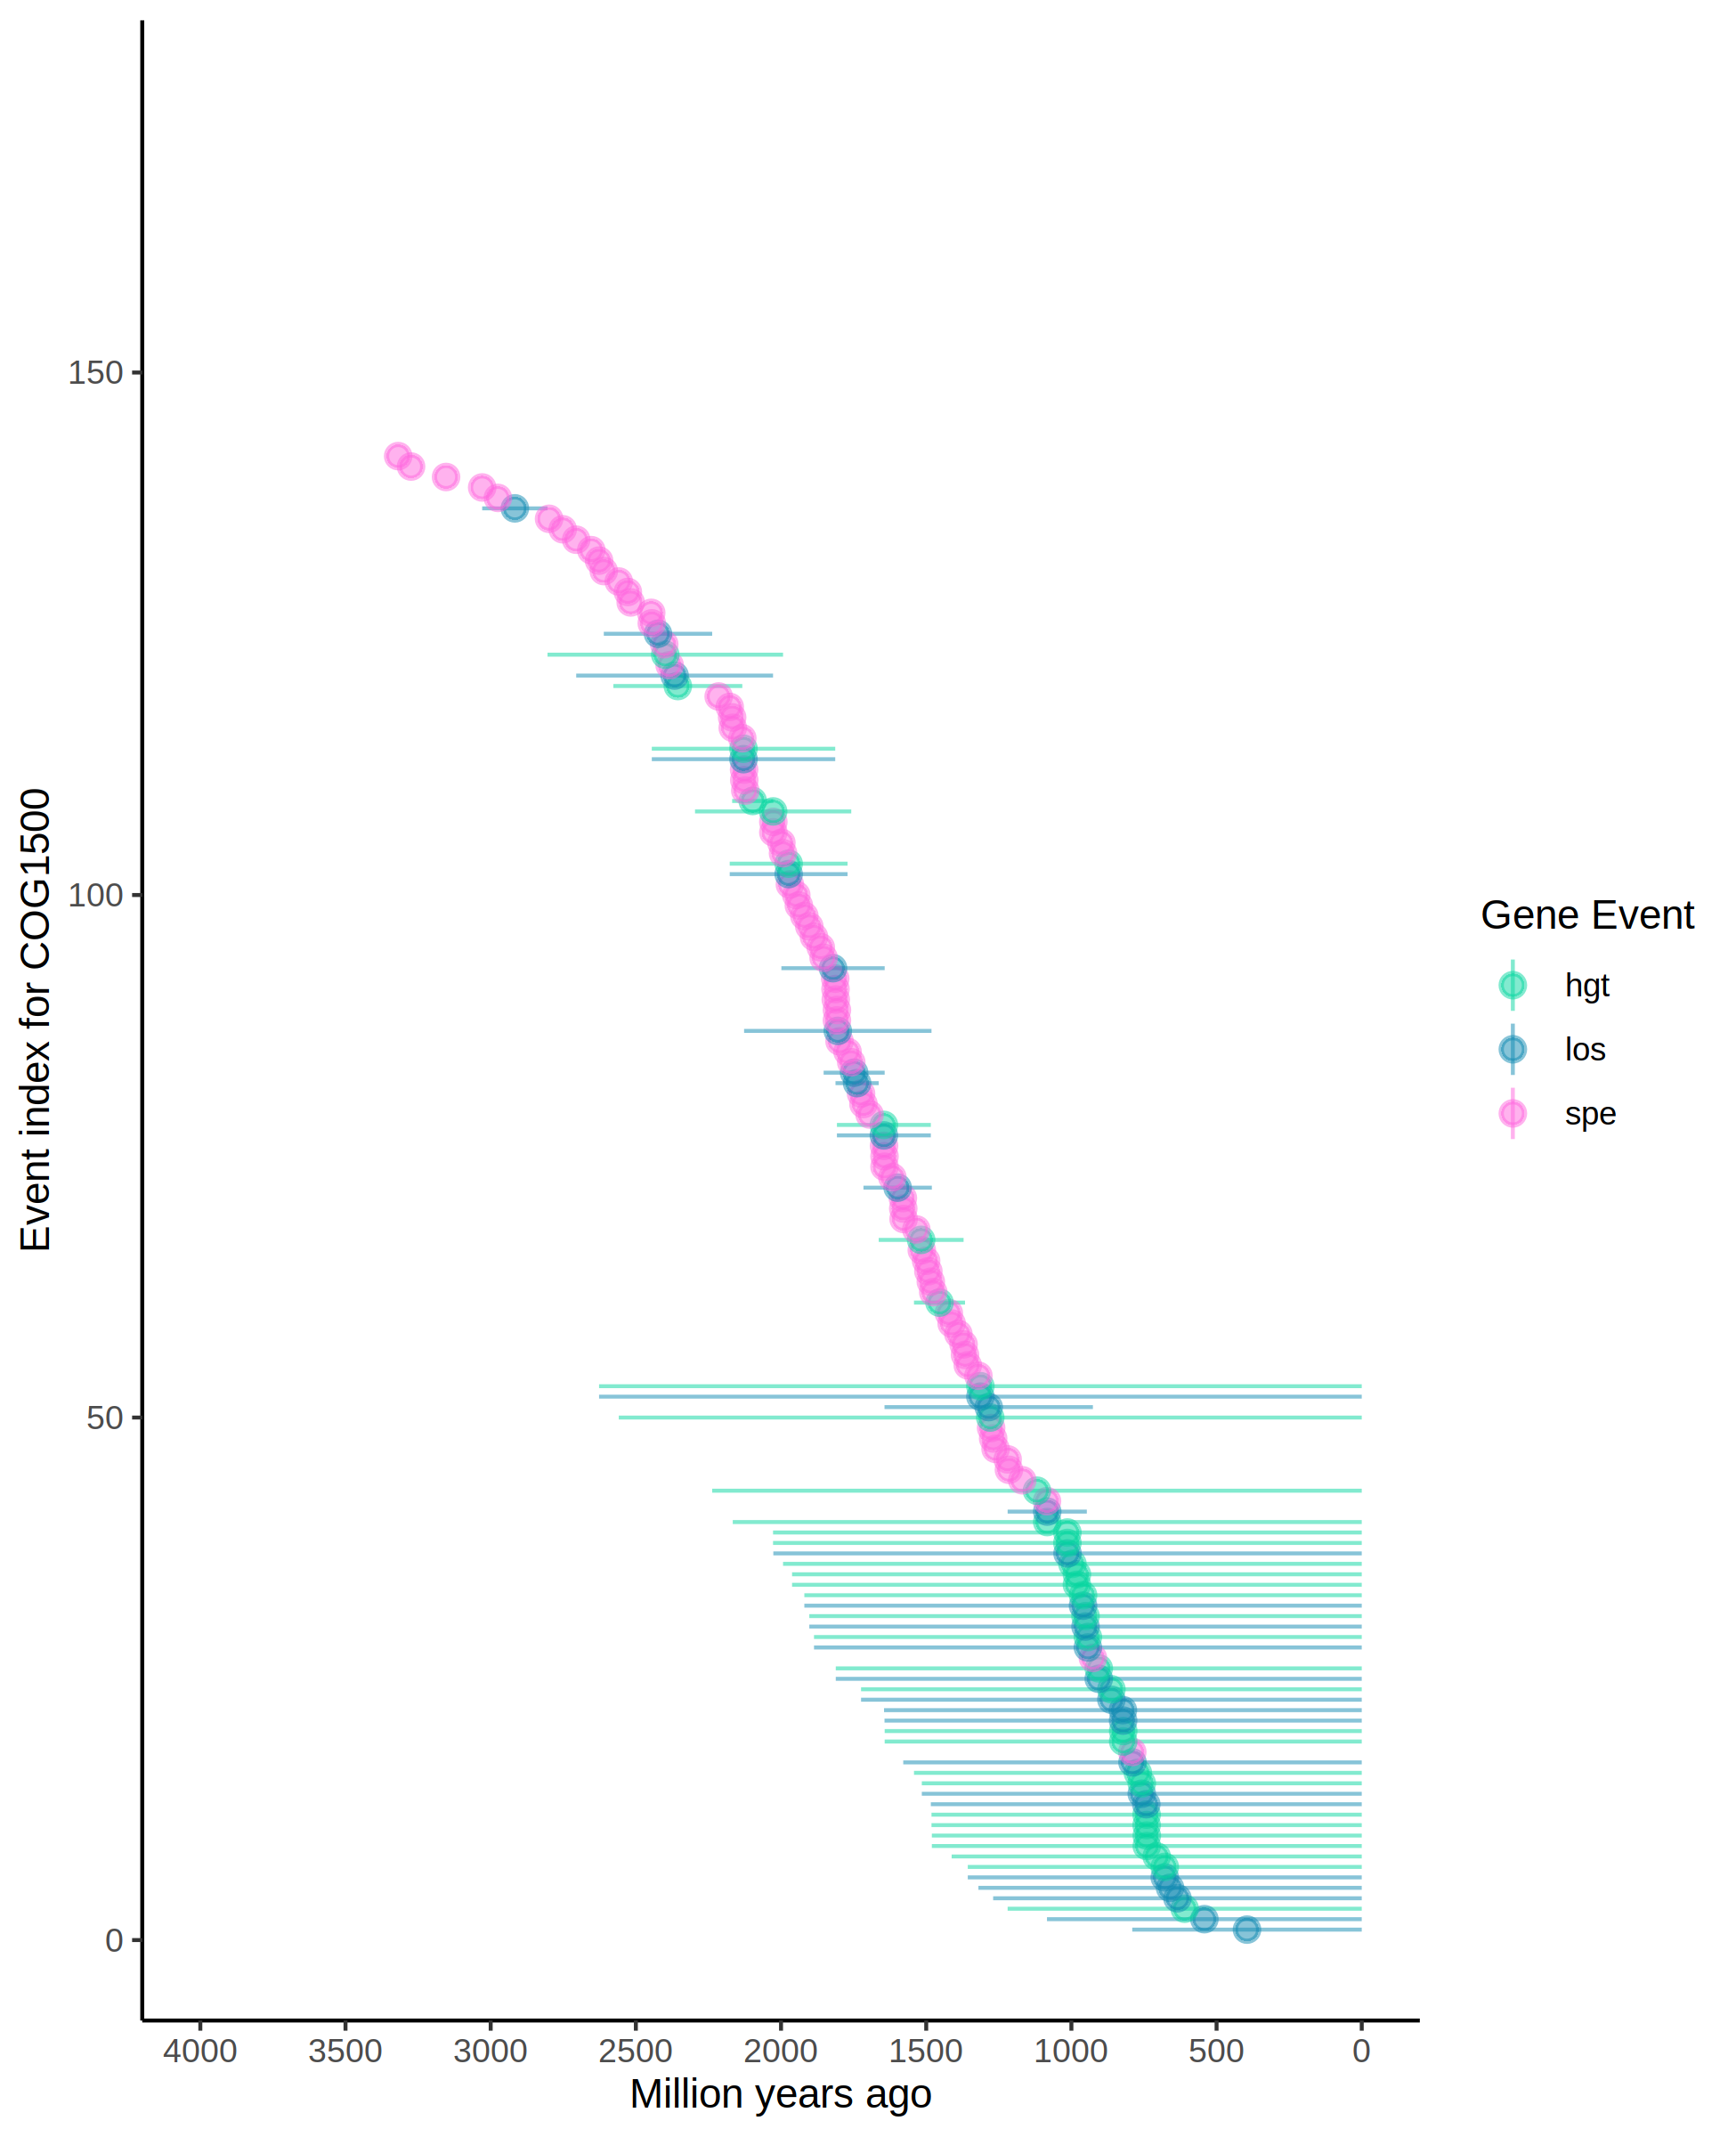 150
100
50
0
Event index for COG1500
4000 3500 3000 2500 2000 1500 1000 500 0
Million years ago
Gene Event
hgt
los
spe